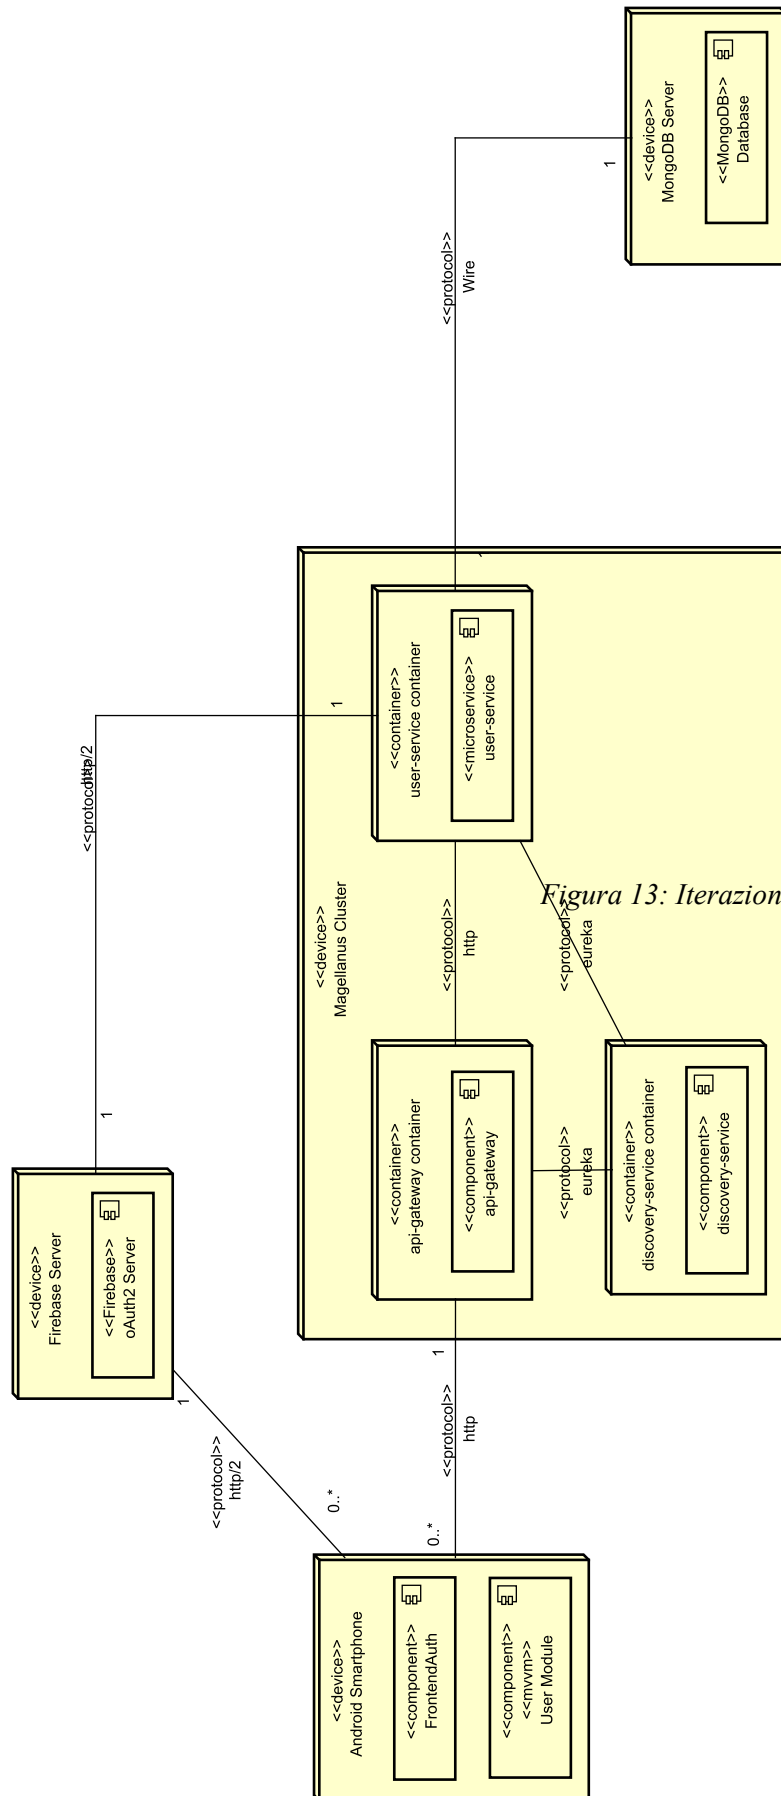 <<device>>
MongoDB Server
<<MongoDB>>
Database
1
<<protocol>>
Wire
<<device>>
Magellanus Cluster
<<container>>
user-service container
<<microservice>>
user-service
1
<<protocol>>
http/2
1
<<protocol>>
http
<<protocol>>
eureka
Figura 13: Iterazion
<<container>>
api-gateway container
<<component>>
api-gateway
<<protocol>>
eureka
<<container>>
discovery-service container
<<component>>
discovery-service
<<device>>
Firebase Server
<<Firebase>>
oAuth2 Server
1
<<protocol>>
http/2
0..*
1
<<protocol>>
http
0..*
<<device>>
Android Smartphone
<<component>>
FrontendAuth
<<component>>
<<mvvm>>
User Module